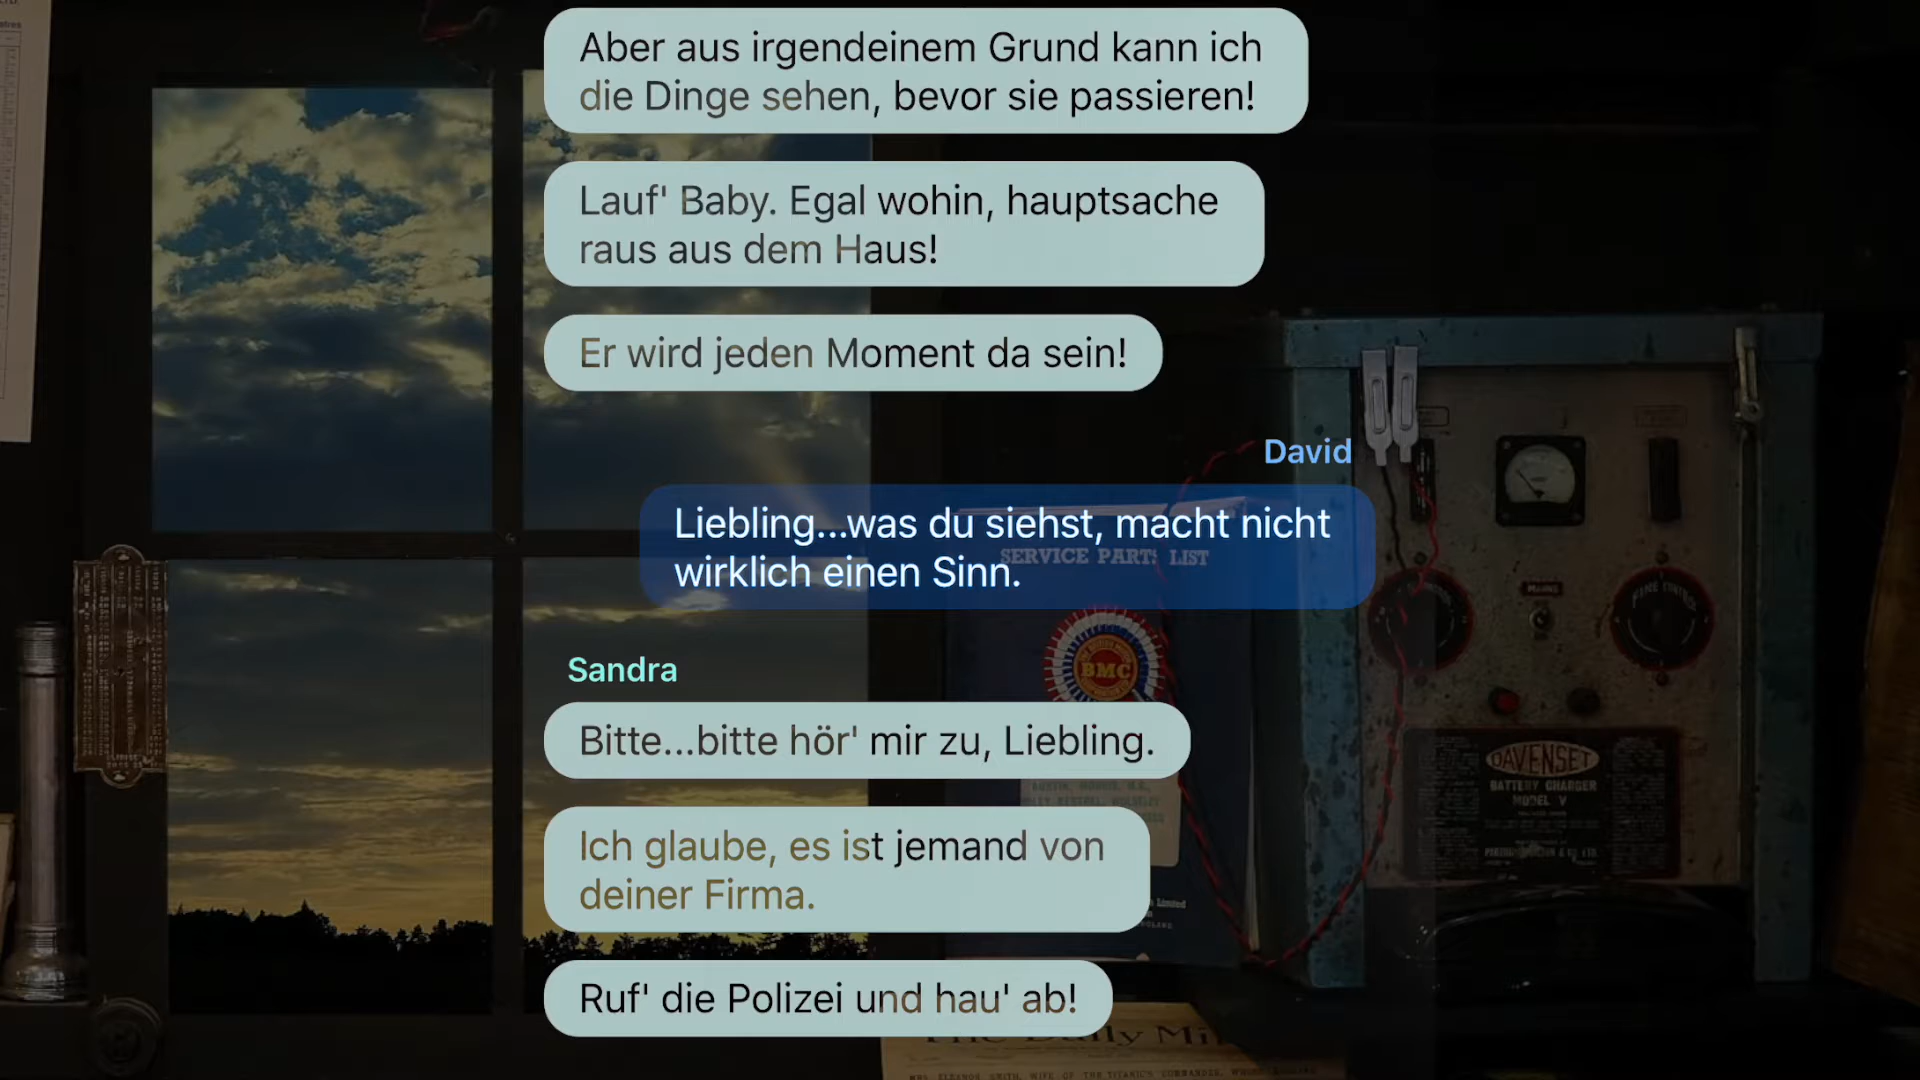 Aber aus irgendeinem Grund kann ich
die Dinge sehen, bevor sie passieren!
Lauf' Baby. Egal wohin, hauptsache
raus aus dem Haus!
Er wird jeden Moment da sein!
David
Liebling...was du siehst, macht nicht
wirklich einen Sinn.
SERVICE PARTS LIST
Sandra
BMC
Bitte...bitte hör' mir zu, Liebling.
DAVENSET
BATTERY CHARGER
MODEL V
Ich glaube, es ist jemand von
deiner Firma.
Limited
Ruf' die Polizei und hau' ab!